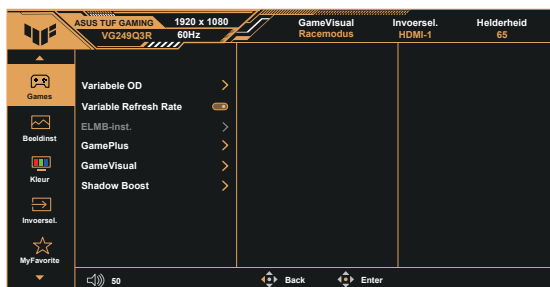 ASUS TUF GAMING 1920 x 1080 GameVisual Invoersel. Helderheid
VG249Q3R 60Hz Racemodus HDMI-1 65
Games
Beeldinst
Kleur
Invoersel.
MyFavorite
Variabele OD
Variable Refresh Rate
ELMB-inst.
GamePlus
GameVisual
Shadow Boost
50 Back Enter